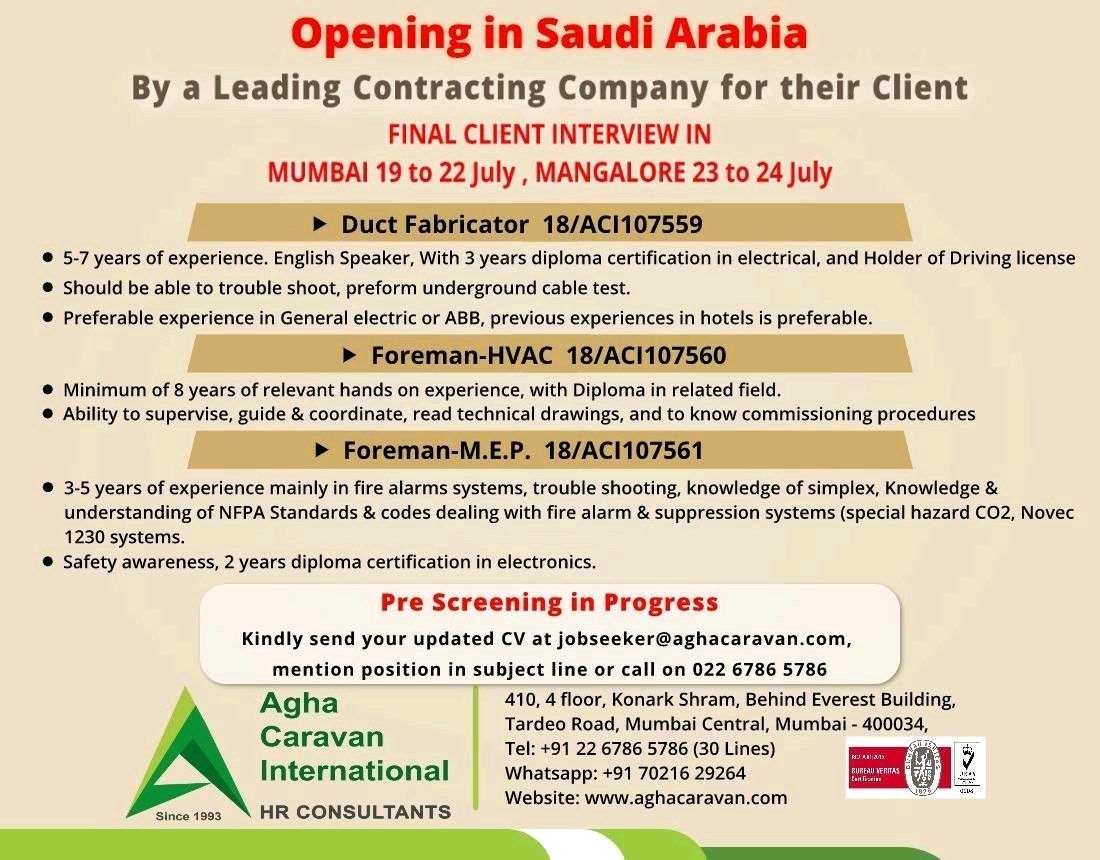 Opening in Saudi Arabia
By a Leading Contracting Company for their Client
FINAL CLIENT INTERVIEW IN
MUMBAI 19 to 22 July , MANGALORE 23 to 24 July
Duct Fabricator 18/ACI107559
5-7 years of experience. English Speaker, With 3 years diploma certification in electrical, and Holder of Driving license
Should be able to trouble shoot, preform underground cable test.
Preferable experience in General electric or ABB, previous experiences in hotels is preferable.
Foreman-HVAC 18/ACI107560
Minimum of 8 years of relevant hands on experience, with Diploma in related field.
Ability to supervise, guide & coordinate, read technical drawings, and to know commissioning procedures
Foreman-M.E.P. 18/ACI107561
3-5 years of experience mainly in fire alarms systems, trouble shooting, knowledge of simplex, Knowledge &
understanding of NFPA Standards & codes dealing with fire alarm & suppression systems (special hazard CO2, Novec
1230 systems.
Safety awareness, 2 years diploma certification in electronics.
Pre Screening in Progress
Kindly send your updated CV at jobseeker@aghacaravan.com,
mention position in subject line or call on 022 6786 5786
Agha
Caravan
International
HR CONSULTANTS
Since 1993
410, 4 floor, Konark Shram, Behind Everest Building,
Tardeo Road, Mumbai Central, Mumbai - 400034,
Tel: +91 22 6786 5786 (30 Lines)
Whatsapp: +91 70216 29264
Website: www.aghacaravan.com
BUREAU VERITAS
Certification